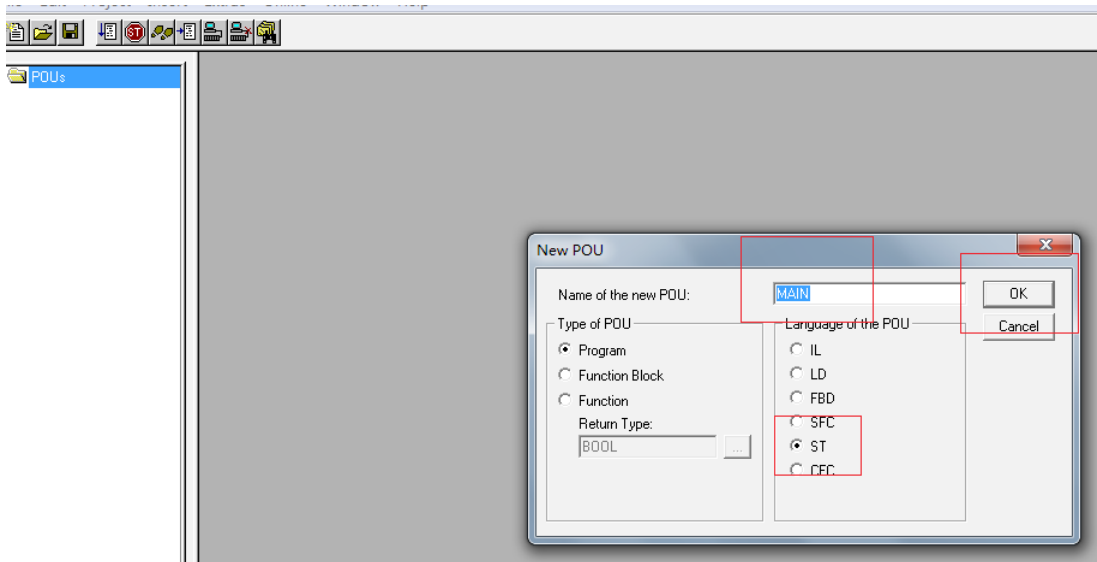 ST
POUs
New POU
Name of the new POU:
MAIN
OK
Cancel
Type of POU
Program
Function Block
Function
Return Type:
BOOL
...
Language of the POU
IL
LD
FBD
SFC
ST
CFC